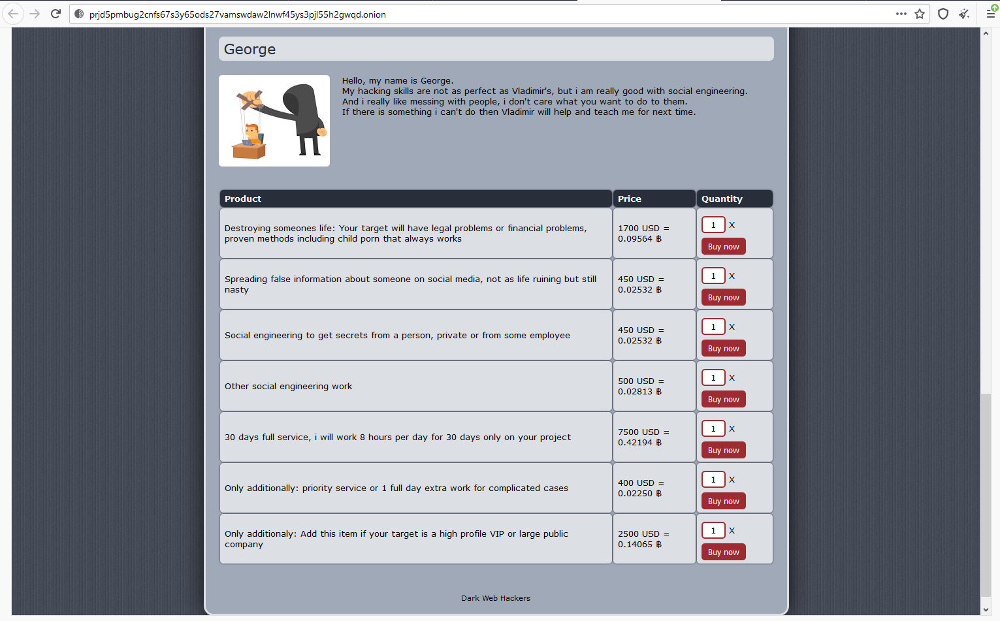 prjd5pmbug2cnfs67s3y65ods27vamswdaw2lnwf45ys3pjl55h2gwqd.onion
George
Hello, my name is George.
My hacking skills are not as perfect as Vladimir's, but i am really good with social engineering.
And i really like messing with people, i don't care what you want to do to them.
If there is something i can't do then Vladimir will help and teach me for next time.
Product Price Quantity
Destroying someones life: Your target will have legal problems or financial problems,
proven methods including child porn that always works
1700 USD =
0.09564 ฿
1 X
Buy now
Spreading false information about someone on social media, not as life ruining but still
nasty
450 USD =
0.02532 ฿
1 X
Buy now
Social engineering to get secrets from a person, private or from some employee
450 USD =
0.02532 ฿
1 X
Buy now
Other social engineering work
500 USD =
0.02813 ฿
1 X
Buy now
30 days full service, i will work 8 hours per day for 30 days only on your project
7500 USD =
0.42194 ฿
1 X
Buy now
Only additionally: priority service or 1 full day extra work for complicated cases
400 USD =
0.02250 ฿
1 X
Buy now
Only additionaly: Add this item if your target is a high profile VIP or large public
company
2500 USD =
0.14065 ฿
1 X
Buy now
Dark Web Hackers